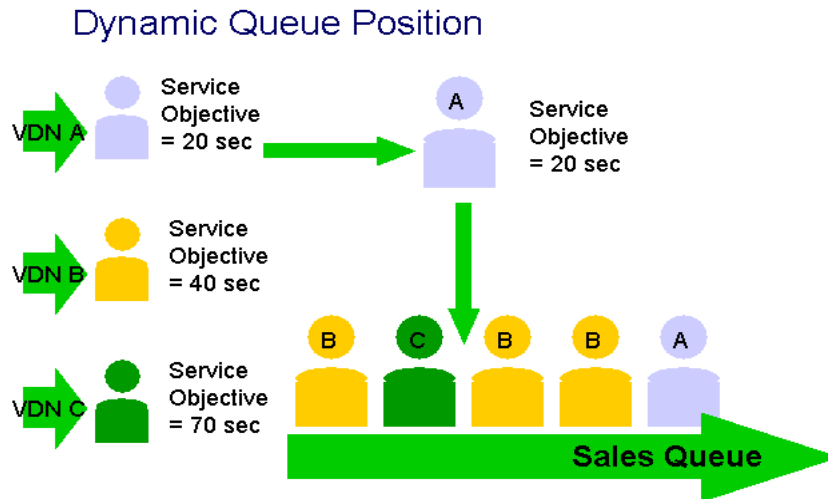 Dynamic Queue Position
VDN A
Service
Objective
= 20 sec
A
Service
Objective
= 20 sec
VDN B
Service
Objective
= 40 sec
VDN C
Service
Objective
= 70 sec
B
C
B
B
A
Sales Queue